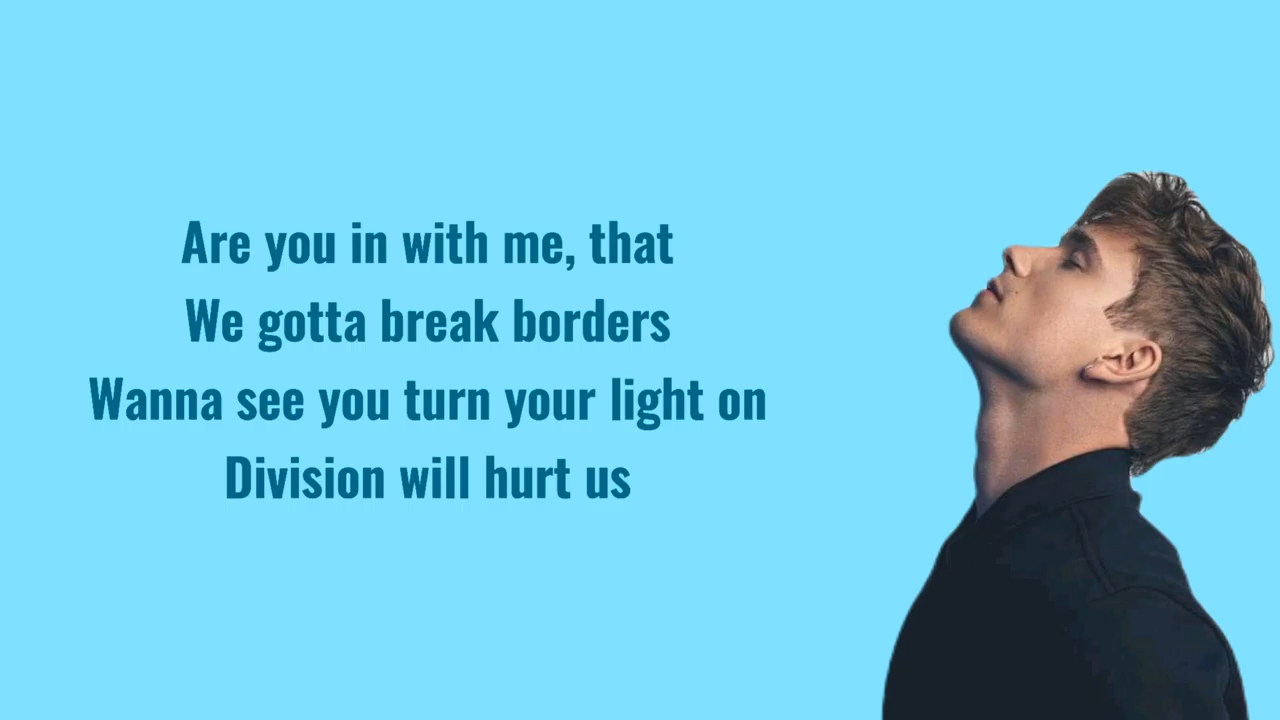 Are you in with me, that
We gotta break borders
Wanna see you turn your light on
Division will hurt us